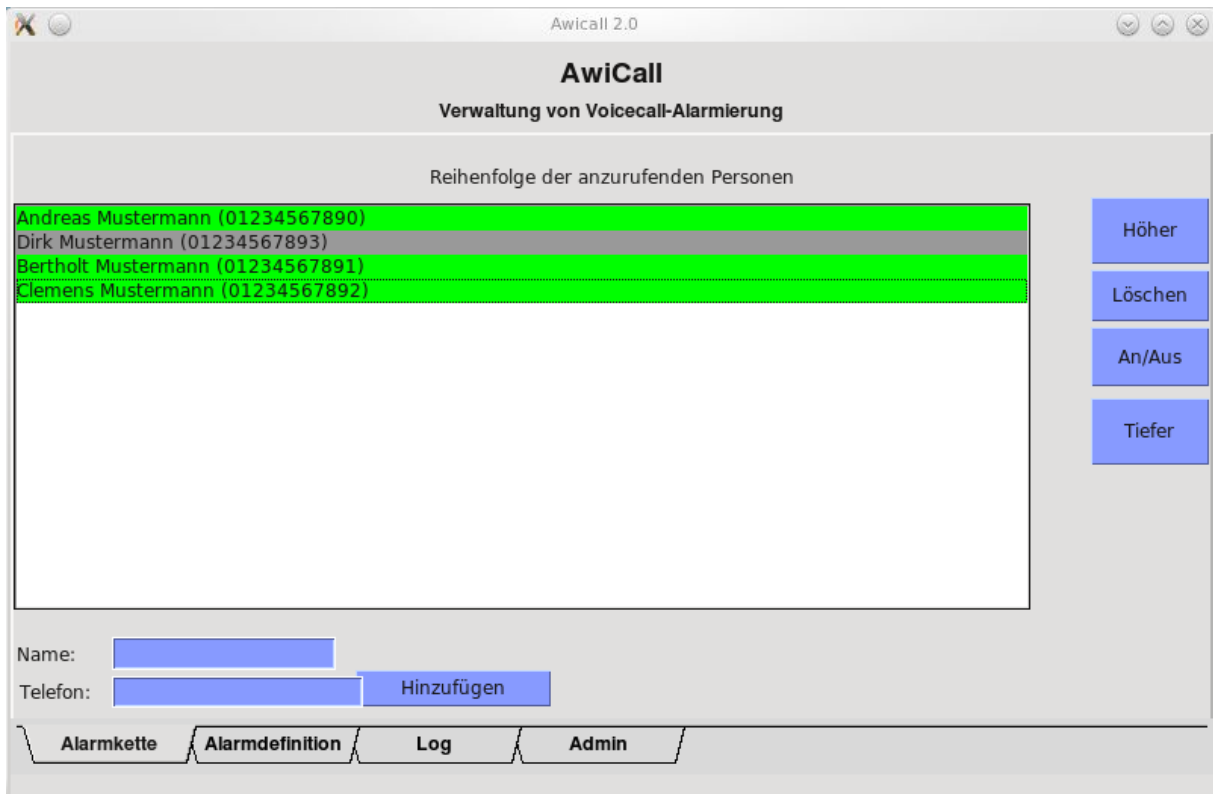 Awicall 2.0
AwiCall
Verwaltung von Voicecall-Alarmierung
Reihenfolge der anzurufenden Personen
Andreas Mustermann (01234567890)
Dirk Mustermann (01234567893)
Bertholt Mustermann (01234567891)
Clemens Mustermann (01234567892)
Höher
Löschen
An/Aus
Tiefer
Name:
Telefon:
Hinzufügen
Alarmkette Alarmdefinition Log Admin